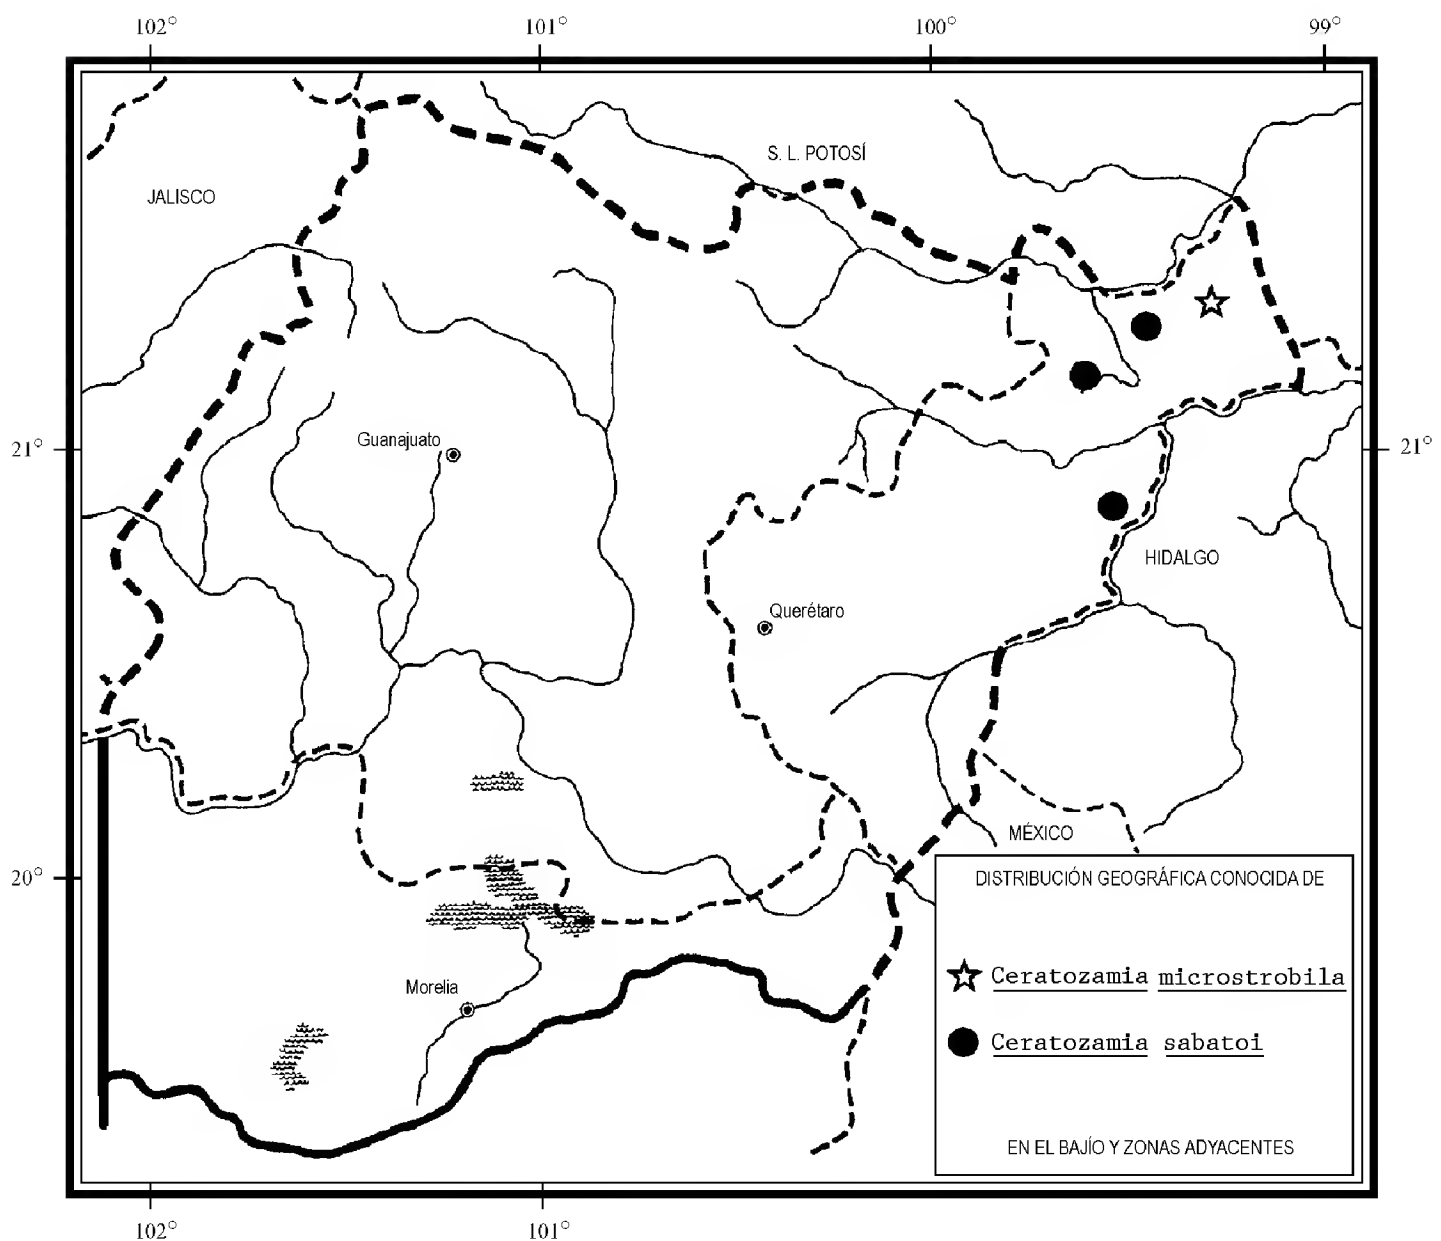 102° 101° 100° 99°
S. L. POTOSÍ
JALISCO
Guanajuato
21° 21°
HIDALGO
Querétaro
MÉXICO
20°
DISTRIBUCIÓN GEOGRÁFICA CONOCIDA DE
Ceratozamia microstrobila
Morelia
Ceratozamia sabatoi
EN EL BAJÍO Y ZONAS ADYACENTES
102° 101°